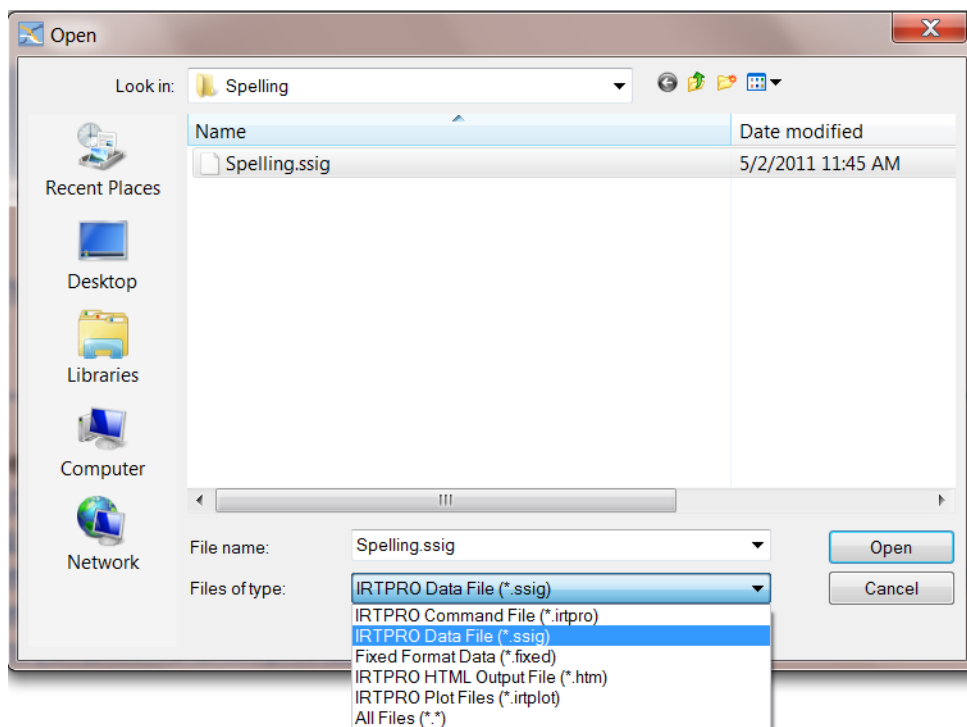 Open
Look in: Spelling
Name Date modified
Spelling.ssig 5/2/2011 11:45 AM
Recent Places
Desktop
Libraries
Computer
Network
File name: Spelling.ssig Open
Files of type: IRTPRO Data File (*.ssig) Cancel
IRTPRO Command File (*.irtpro)
IRTPRO Data File (*.ssig)
Fixed Format Data (*.fixed)
IRTPRO HTML Output File (*.htm)
IRTPRO Plot Files (*.irtplot)
All Files (*.*)